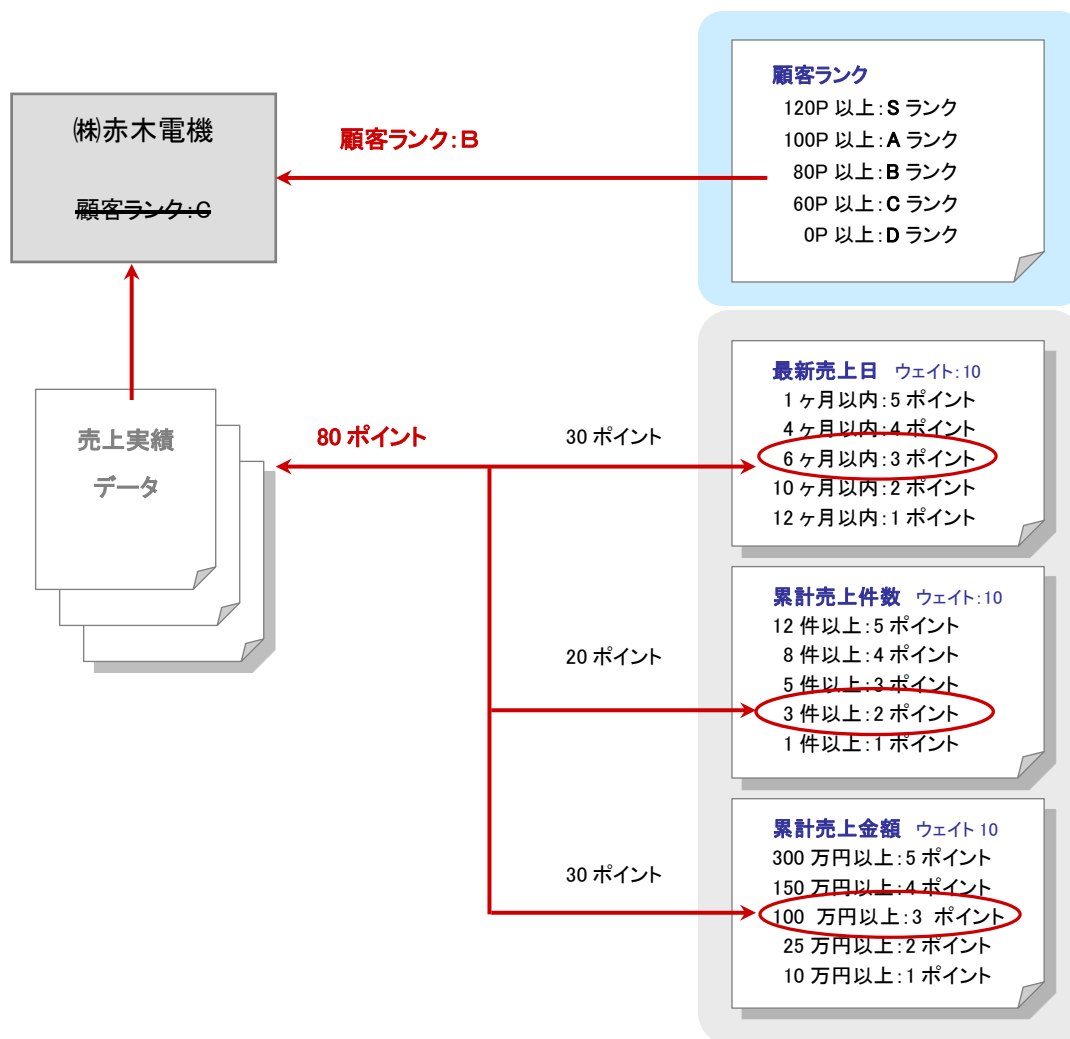 ㈱赤木電機
顧客ランク:C
顧客ランク:B
顧客ランク
120P 以上:S ランク
100P 以上:A ランク
80P 以上:B ランク
60P 以上:C ランク
0P 以上:D ランク
売上実績
データ
80 ポイント
30 ポイント
最新売上日 ウェイト:10
1 ヶ月以内:5 ポイント
4 ヶ月以内:4 ポイント
6 ヶ月以内:3 ポイント
10 ヶ月以内:2 ポイント
12 ヶ月以内:1 ポイント
20 ポイント
累計売上件数 ウェイト:10
12 件以上:5 ポイント
8 件以上:4 ポイント
5 件以上:3 ポイント
3 件以上:2 ポイント
1 件以上:1 ポイント
30 ポイント
累計売上金額 ウェイト 10
300 万円以上:5 ポイント
150 万円以上:4 ポイント
100 万円以上:3 ポイント
25 万円以上:2 ポイント
10 万円以上:1 ポイント